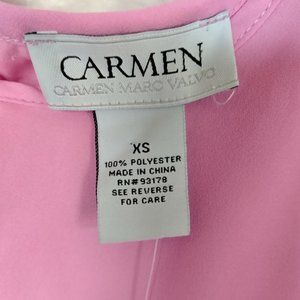 CARMEN
CARMEN MARC VALVO
XS
100% POLYESTER
MADE IN CHINA
RN#93178
SEE REVERSE
FOR CARE